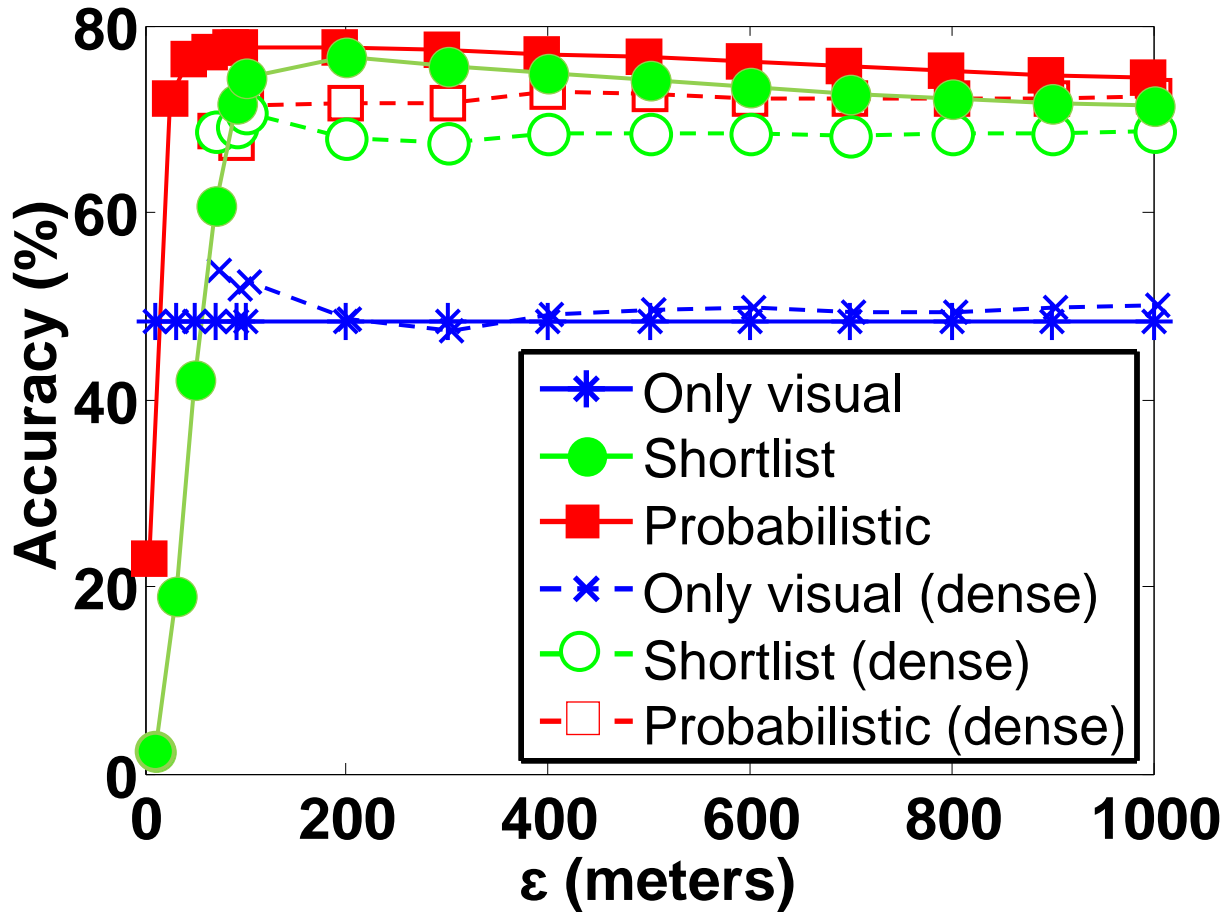 80
60
40
20
0
Accuracy (%)
Only visual
Shortlist
Probabilistic
Only visual (dense)
Shortlist (dense)
Probabilistic (dense)
0 200 400 600 800 1000
ε (meters)